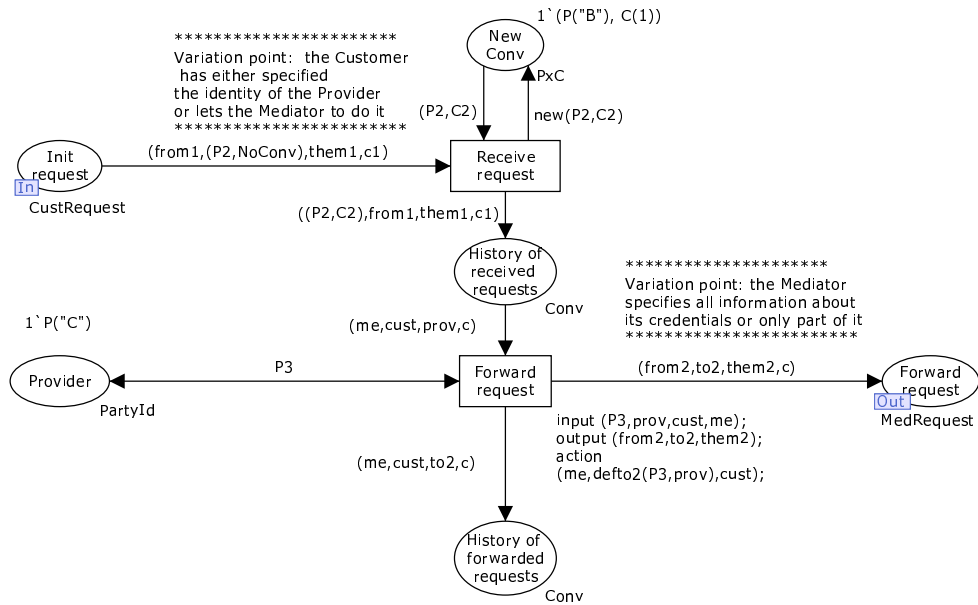 1`(P("B"), C(1))
New
Conv
PxC
***********************
Variation point:  the Customer
has either specified
the identity of the Provider
or lets the Mediator to do it
************************
(P2,C2)
new(P2,C2)
Init
request
In
CustRequest
(from1,(P2,NoConv),them1,c1)
Receive
request
((P2,C2),from1,them1,c1)
History of
received
requests
Conv
*********************
Variation point: the Mediator
specifies all information about
its credentials or only part of it
************************
(me,cust,prov,c)
1`P("C")
Provider
PartyId
P3
Forward
request
(from2,to2,them2,c)
Forward
request
Out
MedRequest
input (P3,prov,cust,me);
output (from2,to2,them2);
action
(me,defto2(P3,prov),cust);
(me,cust,to2,c)
History of
forwarded
requests
Conv